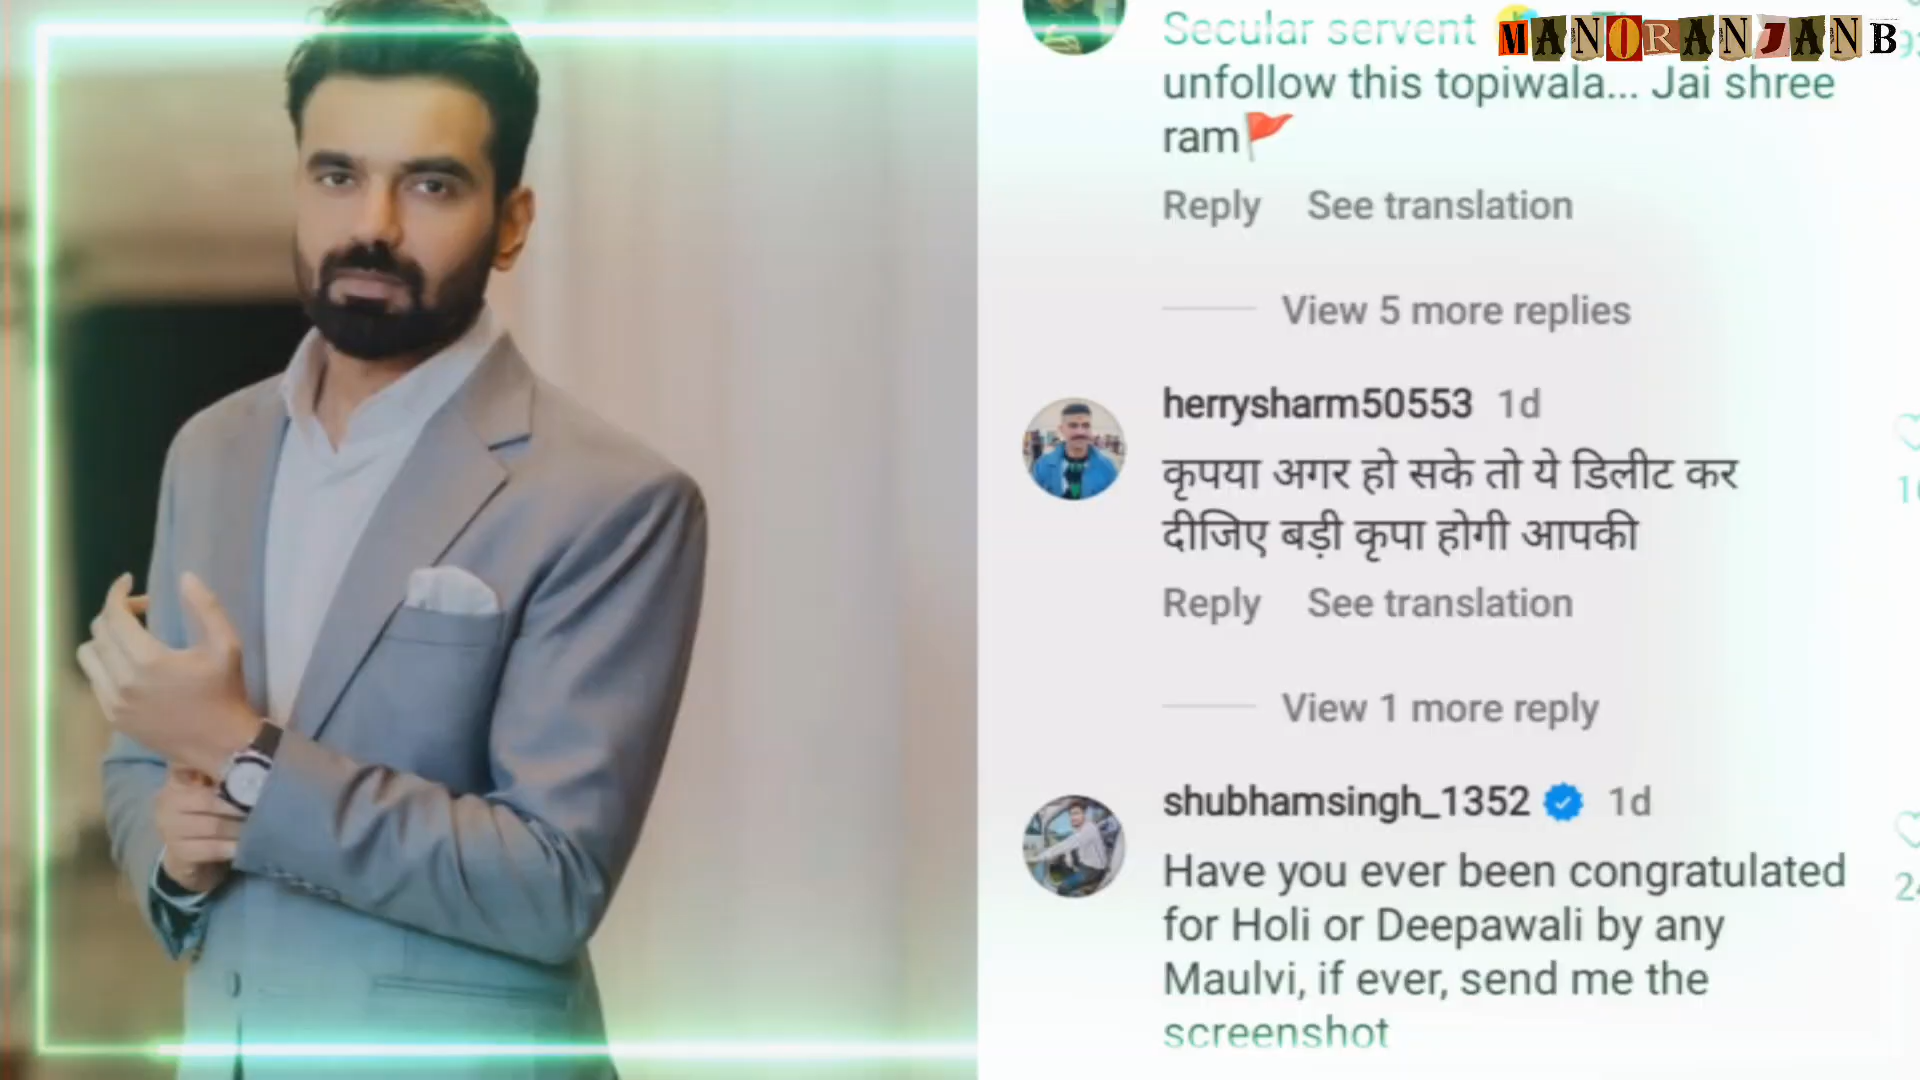 MANORANJAN B
Secular servent
unfollow this topiwala... Jai shree
ram🚩
Reply See translation
View 5 more replies
herrysharm50553 1d
कृपया अगर हो सके तो ये डिलीट कर
दीजिए बड़ी कृपा होगी आपकी
Reply See translation
View 1 more reply
shubhamsingh_1352 1d
Have you ever been congratulated
for Holi or Deepawali by any
Maulvi, if ever, send me the
screenshot